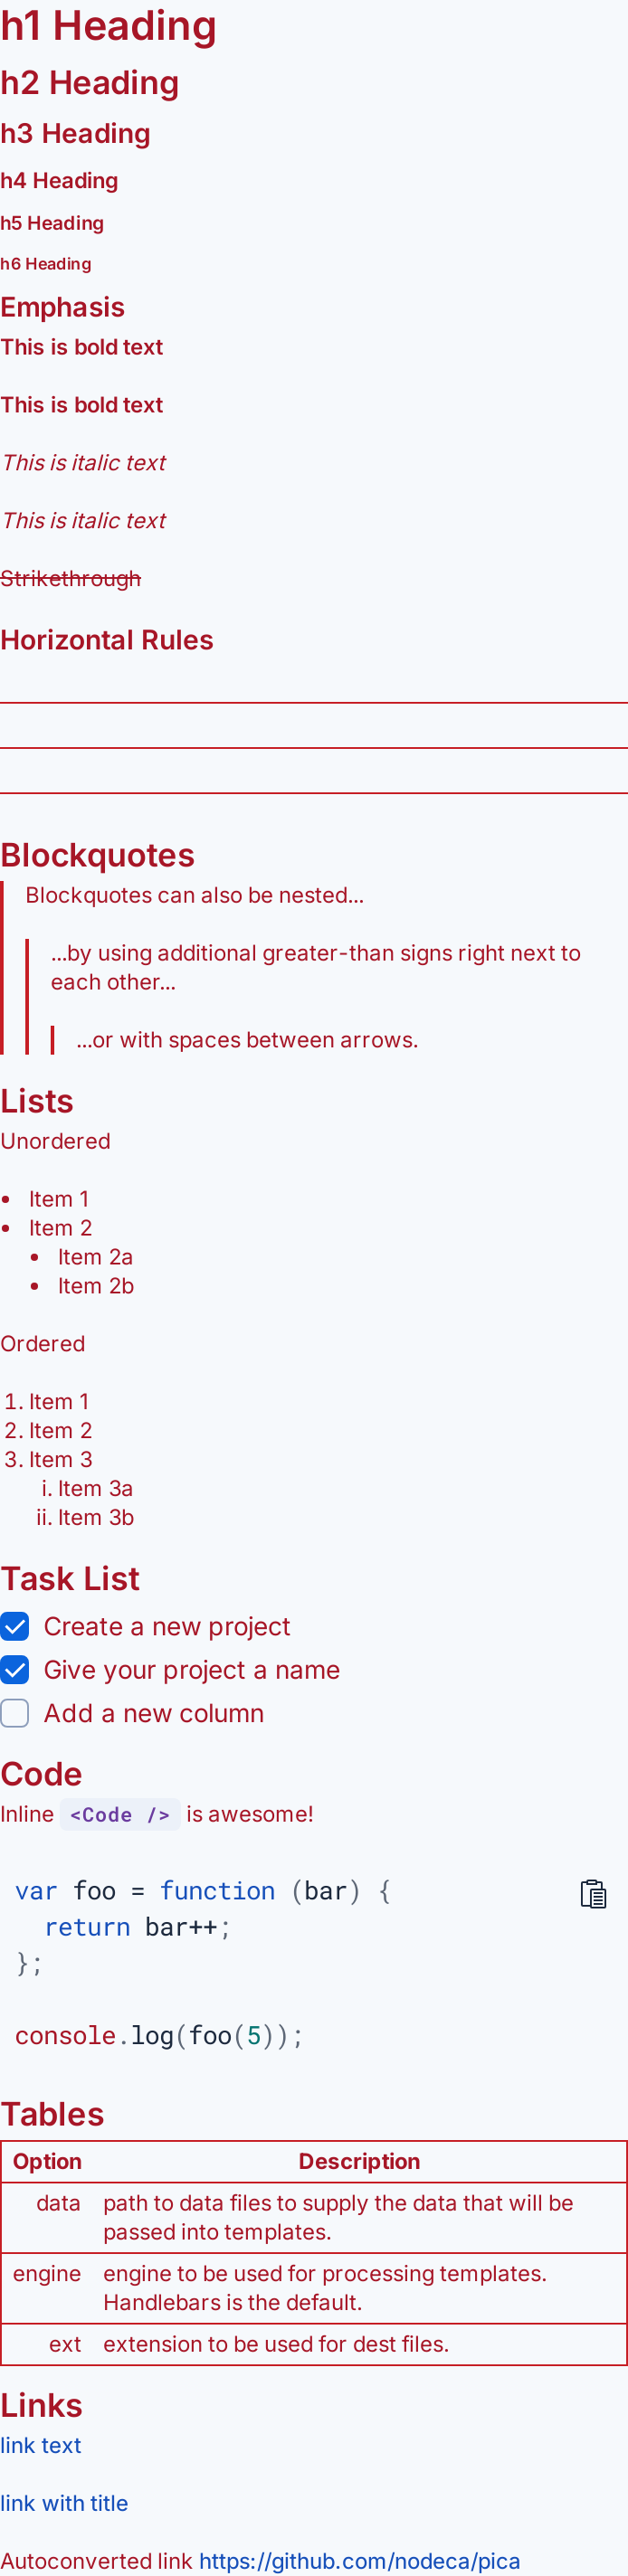 h1 Heading
h2 Heading
h3 Heading
h4 Heading
h5 Heading
h6 Heading
Emphasis
This is bold text
This is bold text
This is italic text
This is italic text
Strikethrough
Horizontal Rules
Blockquotes
Blockquotes can also be nested...
...by using additional greater-than signs right next to
each other...
...or with spaces between arrows.
Lists
Unordered
• Item 1
• Item 2
• Item 2a
• Item 2b
Ordered
1. Item 1
2. Item 2
3. Item 3
i. Item 3a
ii. Item 3b
Task List
Create a new project
Give your project a name
Add a new column
Code
Inline <Code /> is awesome!
var foo = function (bar) {
  return bar++;
};
console.log(foo(5));
Tables
Option Description
data path to data files to supply the data that will be
passed into templates.
engine engine to be used for processing templates.
Handlebars is the default.
ext extension to be used for dest files.
Links
link text
link with title
Autoconverted link https://github.com/nodeca/pica